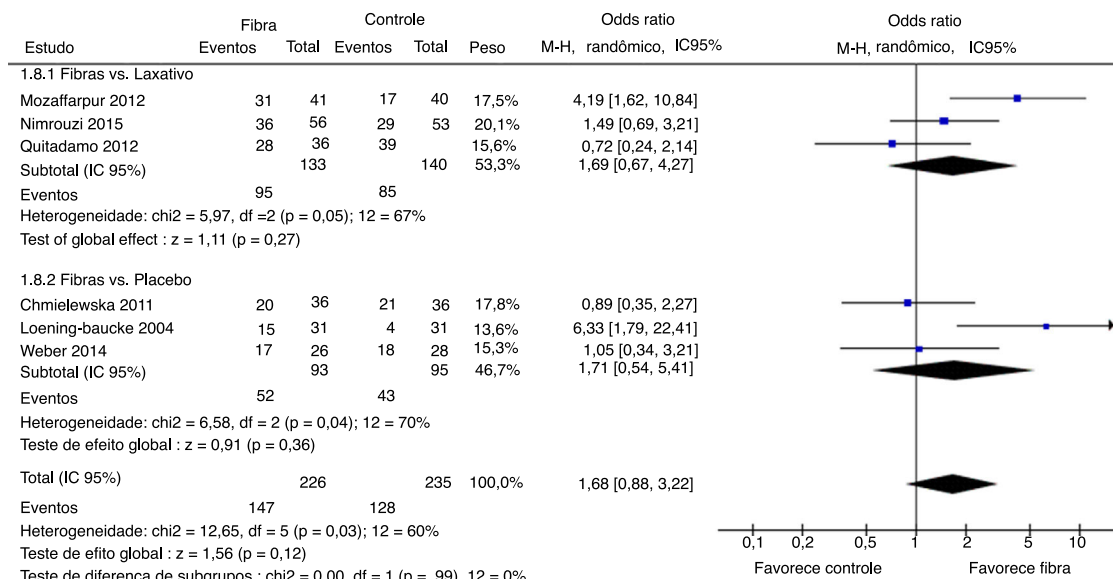 Fibra Controle Odds ratio Odds ratio
Estudo Eventos Total Eventos Total Peso M-H, randômico, IC95% M-H, randômico, IC95%
1.8.1 Fibras vs. Laxativo
Mozaffarpur 2012 31 41 17 40 17,5% 4,19 [1,62, 10,84]
Nimrouzi 2015 36 56 29 53 20,1% 1,49 [0,69, 3,21]
Quitadamo 2012 28 36 39 15,6% 0,72 [0,24, 2,14]
Subtotal (IC 95%) 133 140 53,3% 1,69 [0,67, 4,27]
Eventos 95 85
Heterogeneidade: chi2 = 5,97, df =2 (p = 0,05); 12 = 67%
Test of global effect : z = 1,11 (p = 0,27)
1.8.2 Fibras vs. Placebo
Chmielewska 2011 20 36 21 36 17,8% 0,89 [0,35, 2,27]
Loening-baucke 2004 15 31 4 31 13,6% 6,33 [1,79, 22,41]
Weber 2014 17 26 18 28 15,3% 1,05 [0,34, 3,21]
Subtotal (IC 95%) 93 95 46,7% 1,71 [0,54, 5,41]
Eventos 52 43
Heterogeneidade: chi2 = 6,58, df = 2 (p = 0,04); 12 = 70%
Teste de efeito global : z = 0,91 (p = 0,36)
Total (IC 95%) 226 235 100,0% 1,68 [0,88, 3,22]
Eventos 147 128
Heterogeneidade: chi2 = 12,65, df = 5 (p = 0,03); 12 = 60%
Teste de efito global : z = 1,56 (p = 0,12)
Teste de diferença de subgrupos : chi2 = 0,00, df = 1 (p = ,99), 12 = 0%
0,1 0,2 0,5 1 2 5 10
Favorece controle Favorece fibra